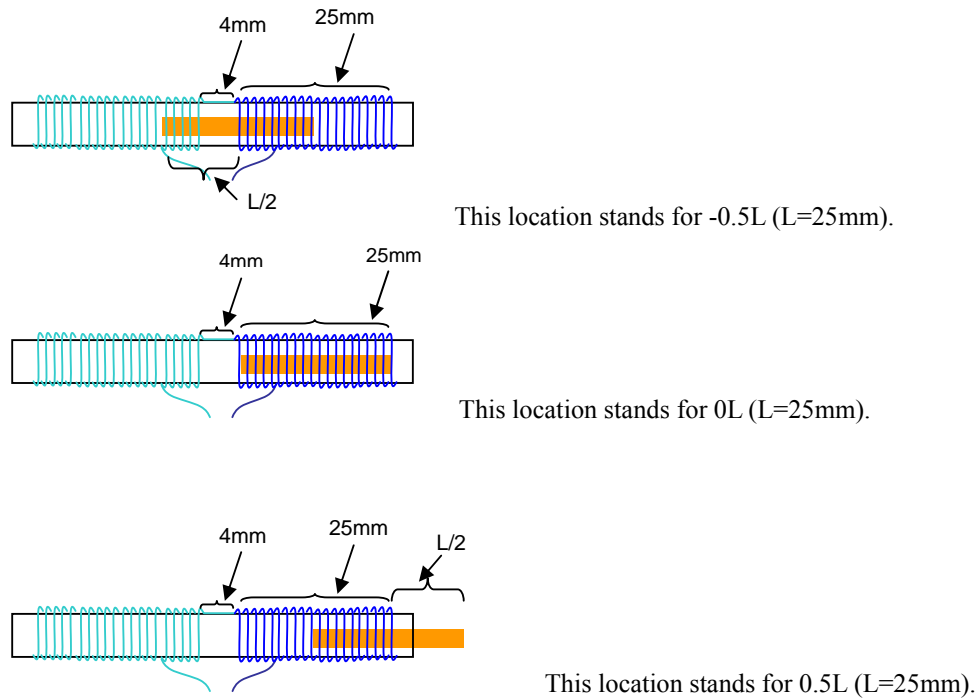 4mm
25mm
L/2
This location stands for -0.5L (L=25mm).
4mm
25mm
This location stands for 0L (L=25mm).
4mm
25mm
L/2
This location stands for 0.5L (L=25mm).